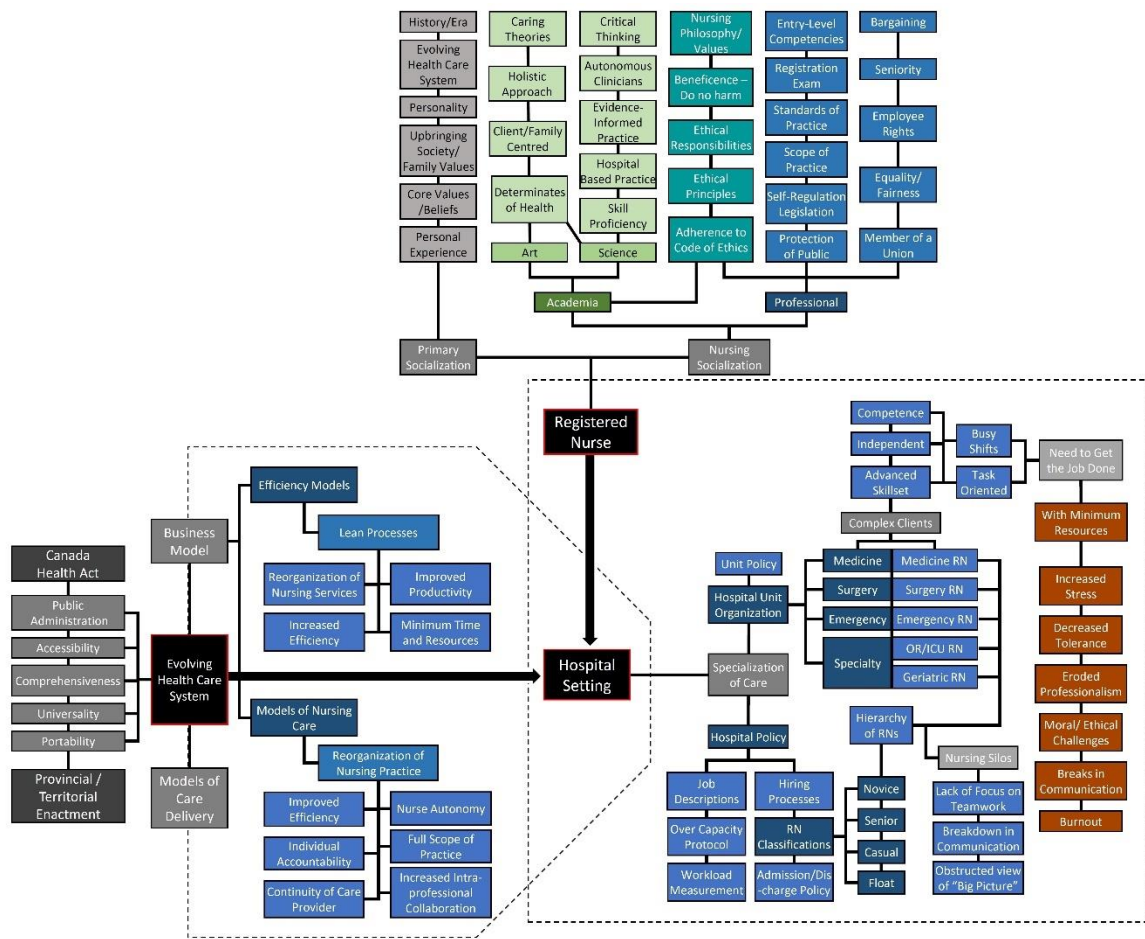 History/Era
Evolving
Health Care
System
Personality
Upbringing
Society/
Family Values
Core Values
/Beliefs
Personal
Experience
Caring
Theories
Holistic
Approach
Client/Family
Centred
Determinates
of Health
Art
Critical
Thinking
Autonomous
Clinicians
Evidence-
Informed
Practice
Hospital
Based Practice
Skill
Proficiency
Science
Nursing
Philosophy/
Values
Beneficence –
Do no harm
Ethical
Responsibilities
Ethical
Principles
Adherence to
Code of Ethics
Entry-Level
Competencies
Registration
Exam
Standards of
Practice
Scope of
Practice
Self-Regulation
Legislation
Protection
of Public
Bargaining
Seniority
Employee
Rights
Equality/
Fairness
Member of a
Union
Academia
Professional
Primary
Socialization
Nursing
Socialization
Registered
Nurse
Canada
Health Act
Public
Administration
Accessibility
Comprehensiveness
Universality
Portability
Provincial /
Territorial
Enactment
Business
Model
Evolving
Health Care
System
Models of
Care
Delivery
Efficiency Models
Lean Processes
Reorganization of
Nursing Services
Improved
Productivity
Increased
Efficiency
Minimum Time
and Resources
Models of
Nursing Care
Reorganization of
Nursing Practice
Improved
Efficiency
Nurse Autonomy
Individual
Accountability
Full Scope of
Practice
Continuity of Care
Provider
Increased Intra-
professional
Collaboration
Hospital
Setting
Competence
Independent
Advanced
Skillset
Busy
Shifts
Task
Oriented
Need to Get
the Job Done
Complex Clients
Unit Policy
Hospital Unit
Organization
Medicine
Medicine RN
Surgery
Surgery RN
Emergency
Emergency RN
Specialty
OR/ICU RN
Geriatric RN
Specialization
of Care
Hospital Policy
Job
Descriptions
Over Capacity
Protocol
Workload
Measurement
Hiring
Processes
RN
Classifications
Admission/Dis-
charge Policy
Hierarchy
of RNs
Novice
Senior
Casual
Float
Nursing Silos
Lack of Focus on
Teamwork
Breakdown in
Communication
Obstructed view
of "Big Picture"
With Minimum
Resources
Increased
Stress
Decreased
Tolerance
Eroded
Professionalism
Moral/ Ethical
Challenges
Breaks in
Communication
Burnout